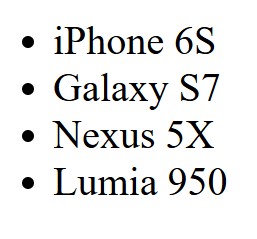 • iPhone 6S
• Galaxy S7
• Nexus 5X
• Lumia 950